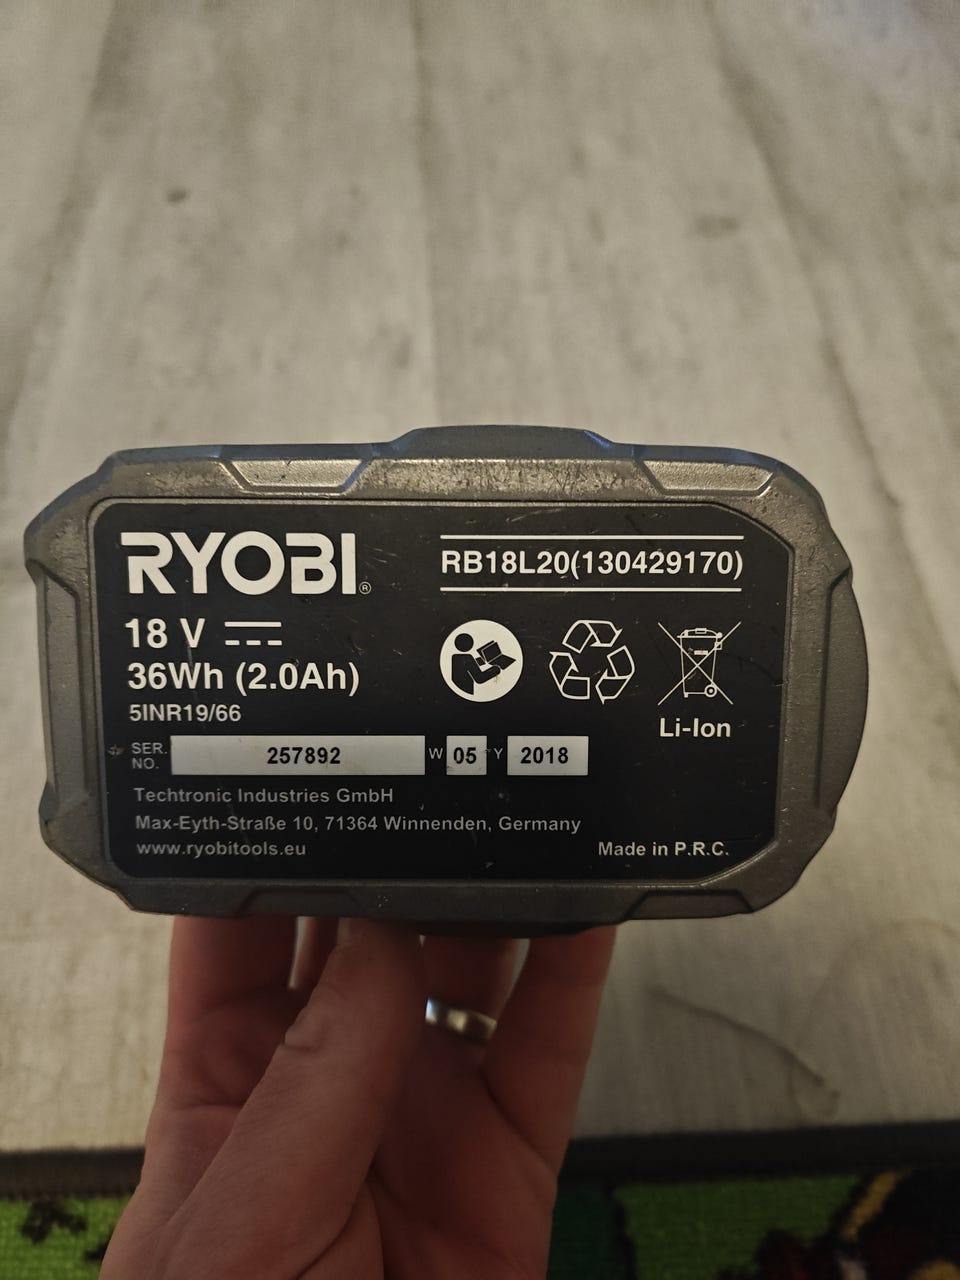 RYOBI®
RB18L20(130429170)
18 V
36Wh (2.0Ah)
5INR19/66
Li-Ion
SER. NO. 257892 W 05 Y 2018
Techtronic Industries GmbH
Max-Eyth-Straße 10, 71364 Winnenden, Germany
www.ryobitools.eu
Made in P.R.C.